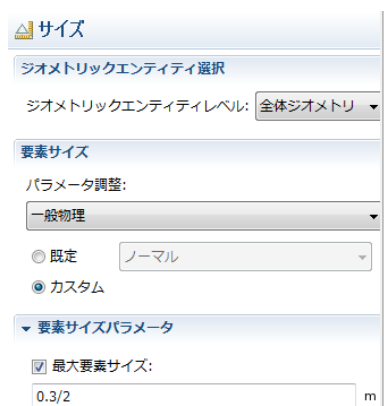 サイズ
ジオメトリックエンティティ選択
ジオメトリックエンティティレベル: 全体ジオメトリ
要素サイズ
パラメータ調整:
一般物理
既定 ノーマル
カスタム
要素サイズパラメータ
最大要素サイズ:
0.3/2 m